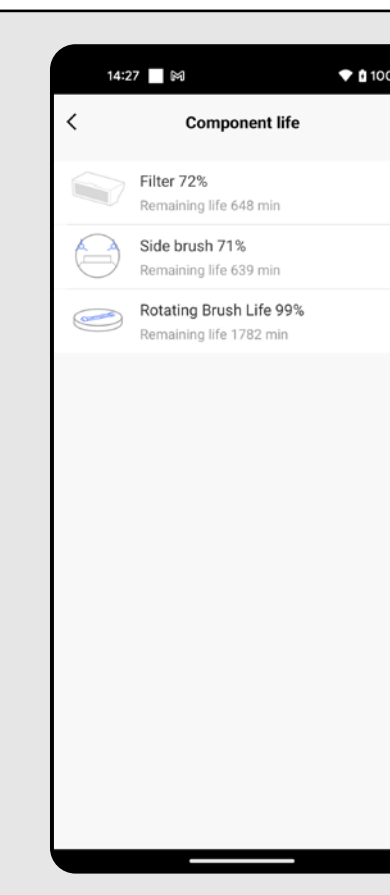 14:27
100
Component life
Filter 72%
Remaining life 648 min
Side brush 71%
Remaining life 639 min
Rotating Brush Life 99%
Remaining life 1782 min